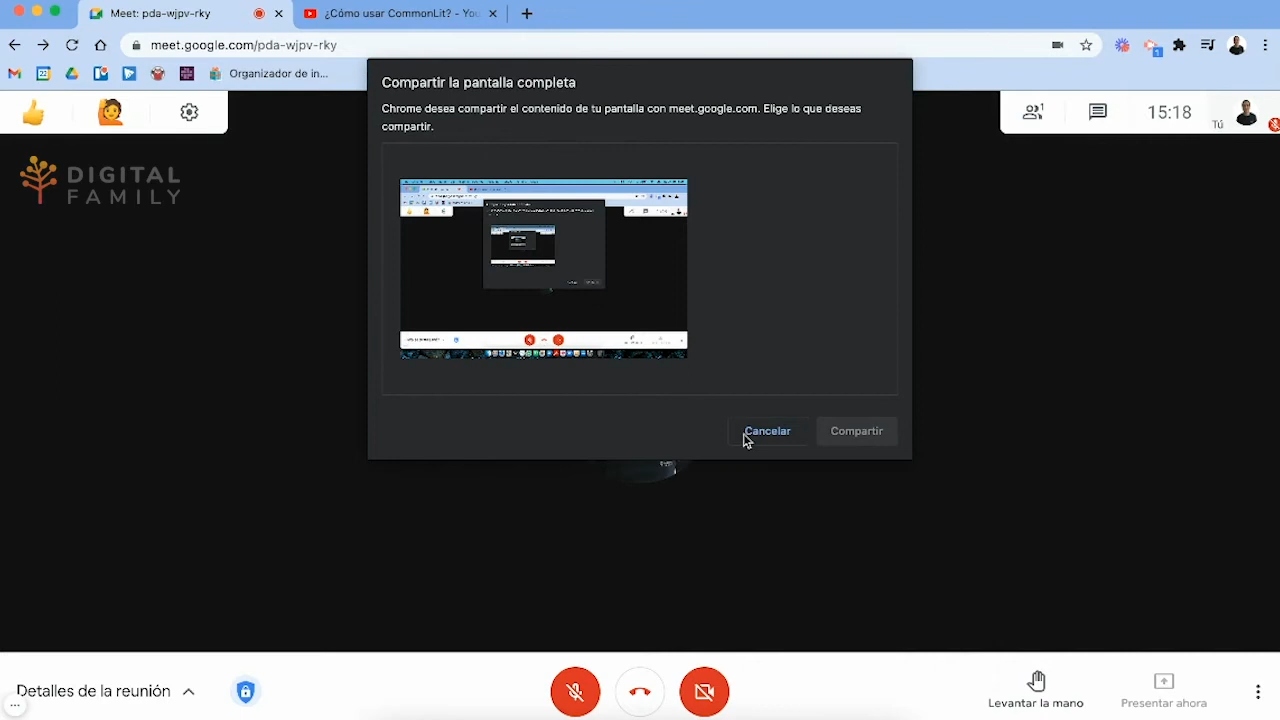 Meet: pda-wjpv-rky
¿Cómo usar CommonLit? - You
meet.google.com/pda-wjpv-rky
Organizador de in...
Compartir la pantalla completa
Chrome desea compartir el contenido de tu pantalla con meet.google.com. Elige lo que deseas
compartir.
1
15:18
Tú
DIGITAL
FAMILY
Cancelar
Compartir
Detalles de la reunión
Levantar la mano
Presentar ahora